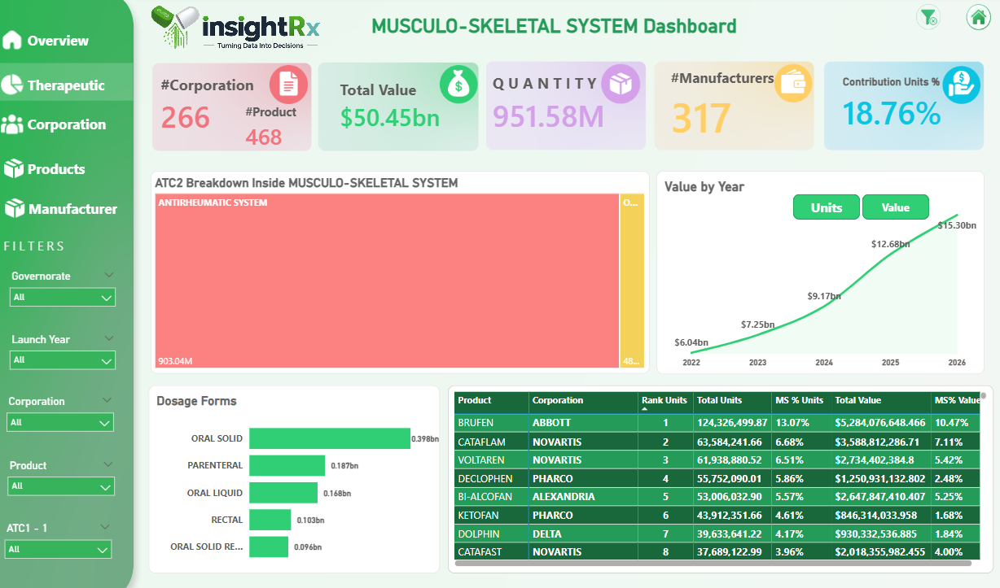 Overview
Therapeutic
Corporation
Products
Manufacturer
FILTERS
Governorate
All
Launch Year
All
Corporation
All
Product
All
ATC1 - 1
All
insightRx
Turning Data Into Decisions
MUSCULO-SKELETAL SYSTEM Dashboard
#Corporation
266
#Product
468
Total Value
$50.45bn
QUANTITY
951.58M
#Manufacturers
317
Contribution Units %
18.76%
ATC2 Breakdown Inside MUSCULO-SKELETAL SYSTEM
ANTIRHEUMATIC SYSTEM
O...
903.04M
48...
Value by Year
Units Value
$15.30bn
$12.68bn
$9.17bn
$7.25bn
$6.04bn
2022 2023 2024 2025 2026
Dosage Forms
ORAL SOLID 0.398bn
PARENTERAL 0.187bn
ORAL LIQUID 0.168bn
RECTAL 0.103bn
ORAL SOLID RE... 0.096bn
Product Corporation Rank Units Total Units MS % Units Total Value MS% Value
BRUFEN ABBOTT 1 124,326,499.87 13.07% $5,284,076,648.466 10.47%
CATAFLAM NOVARTIS 2 63,584,241.66 6.68% $3,588,812,286.71 7.11%
VOLTAREN NOVARTIS 3 61,938,880.52 6.51% $2,734,402,384.8 5.42%
DECLOPHEN PHARCO 4 55,752,090.01 5.86% $1,250,931,132.802 2.48%
BI-ALCOFAN ALEXANDRIA 5 53,006,032.90 5.57% $2,647,847,410.407 5.25%
KETOFAN PHARCO 6 43,912,351.66 4.61% $846,314,033.958 1.68%
DOLPHIN DELTA 7 39,633,641.22 4.17% $930,332,536.885 1.84%
CATAFAST NOVARTIS 8 37,689,122.99 3.96% $2,018,355,982.455 4.00%